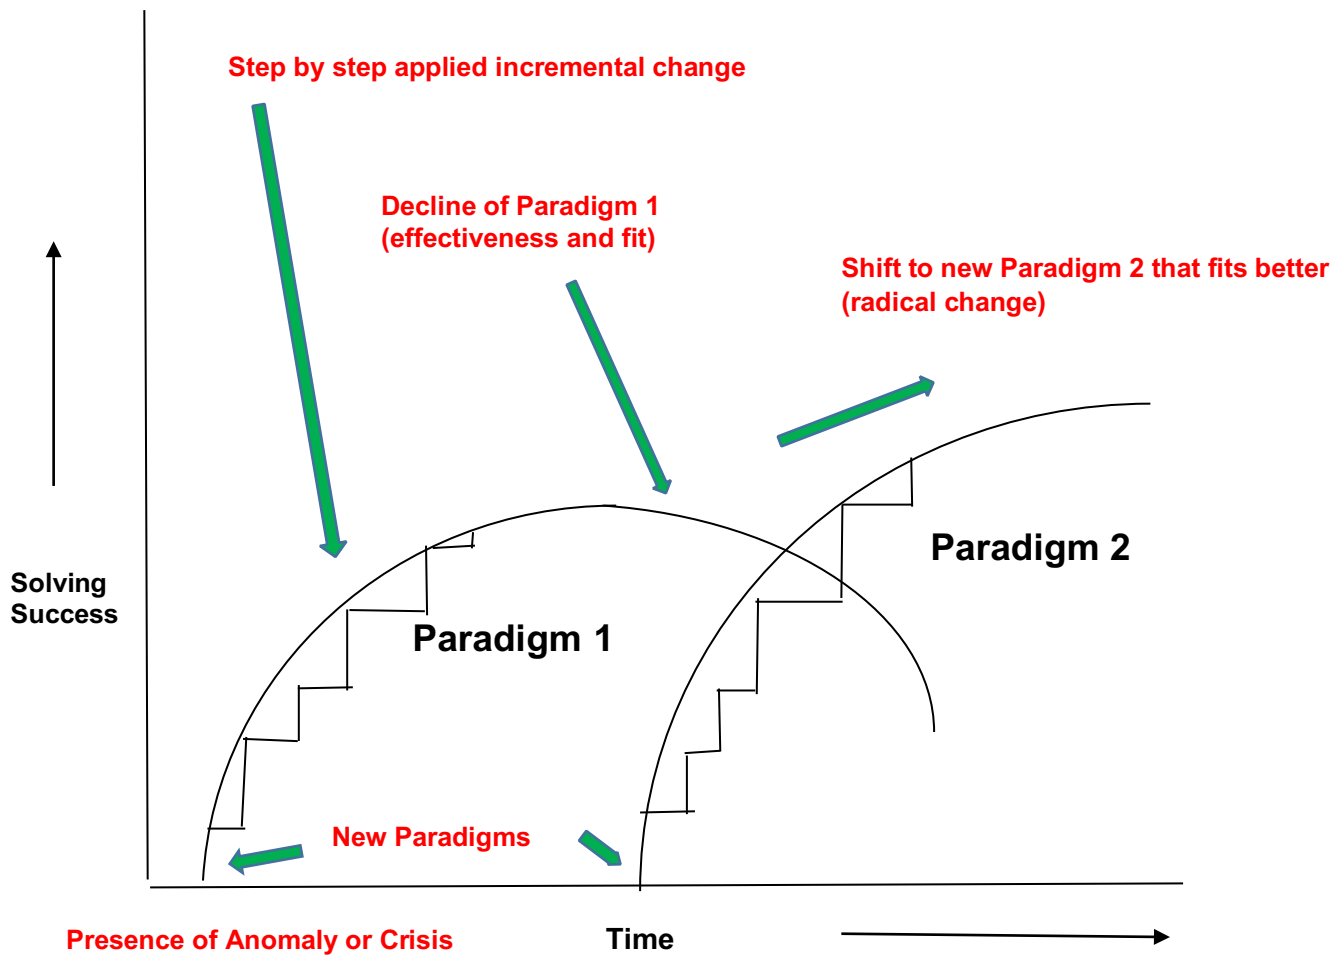 Step by step applied incremental change
Decline of Paradigm 1
(effectiveness and fit)
Shift to new Paradigm 2 that fits better
(radical change)
Solving
Success
Paradigm 1
Paradigm 2
New Paradigms
Presence of Anomaly or Crisis
Time